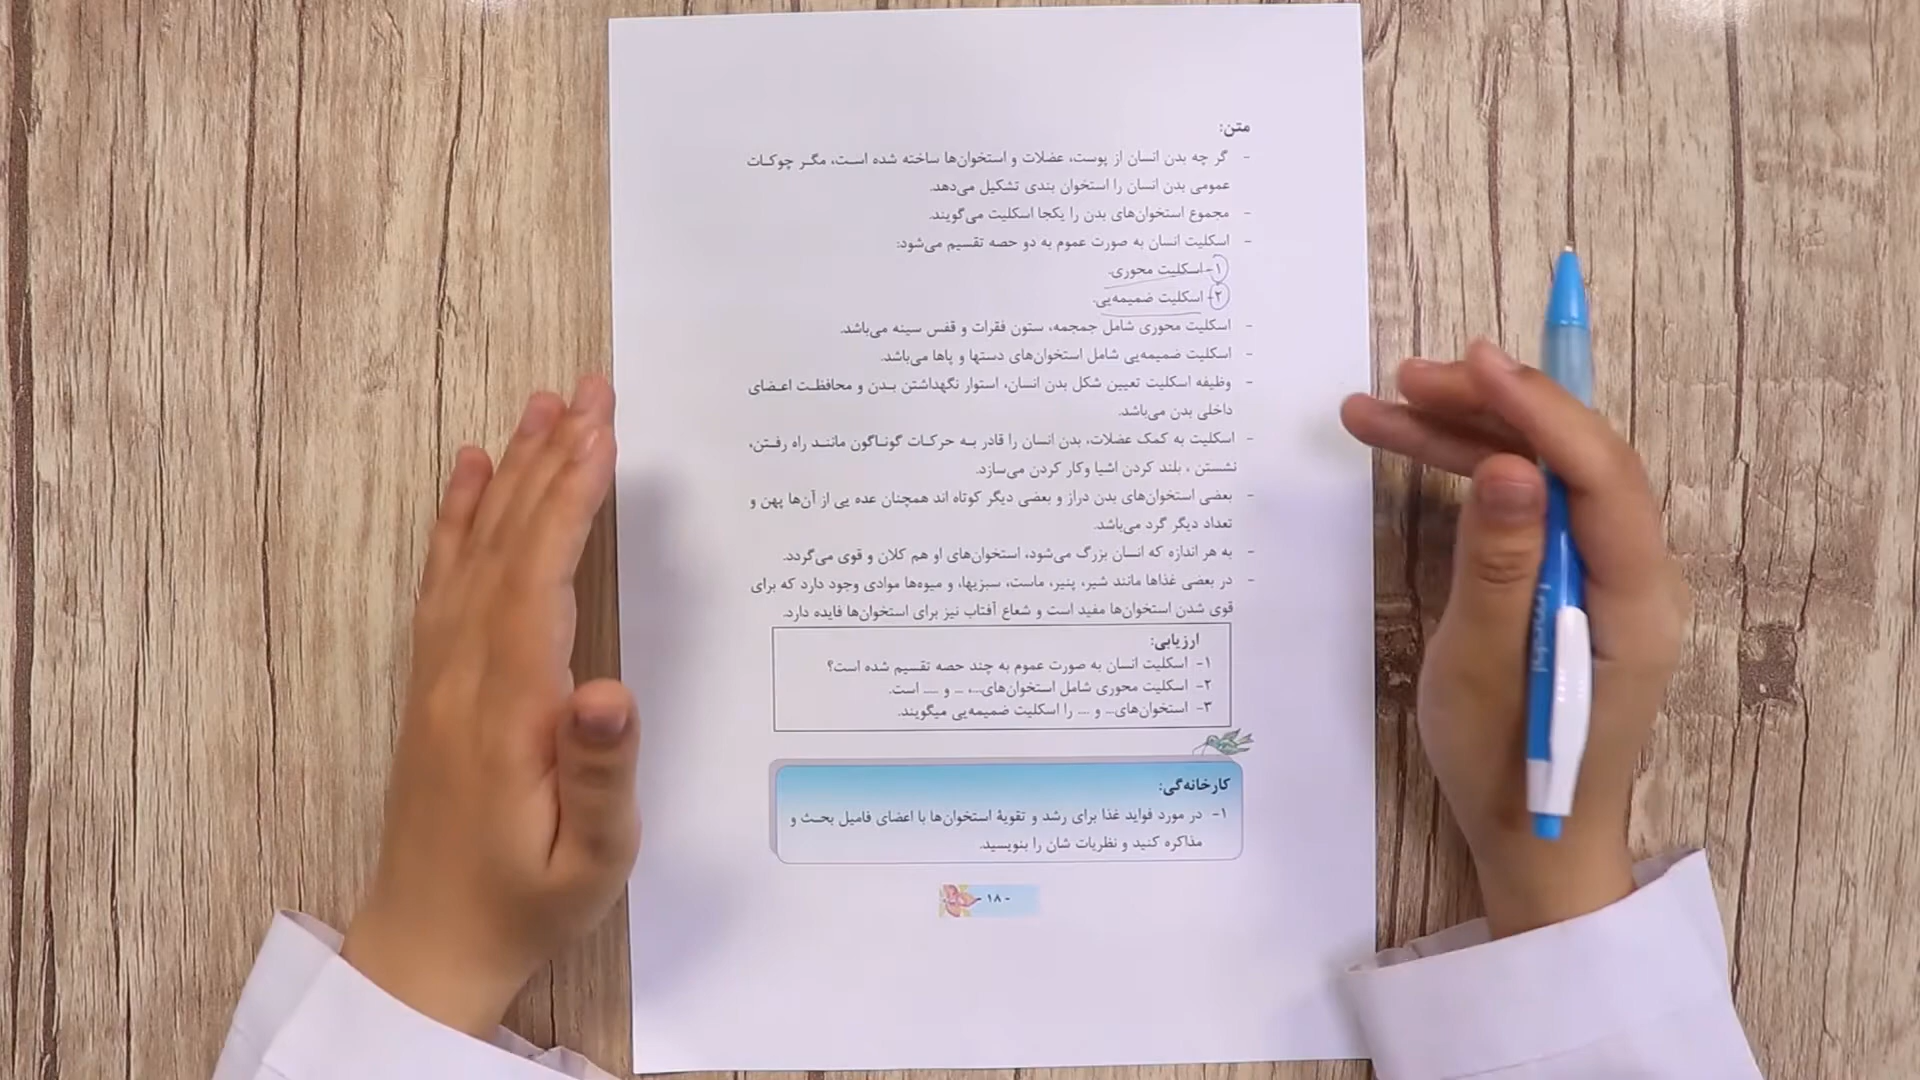 متن:
- گر چه بدن انسان از پوست، عضلات و استخوان‌ها ساخته شده است، مگر چوکات
عمومی بدن انسان را استخوان بندی تشکیل می‌دهد.
- مجموع استخوان‌های بدن را یکجا اسکلیت می‌گویند.
- اسکلیت انسان به صورت عموم به دو حصه تقسیم می‌شود:
۱- اسکلیت محوری.
۲- اسکلیت ضمیمه‌یی.
- اسکلیت محوری شامل جمجمه، ستون فقرات و قفس سینه می‌باشد.
- اسکلیت ضمیمه‌یی شامل استخوان‌های دستها و پاها می‌باشد.
- وظیفه اسکلیت تعیین شکل بدن انسان، استوار نگهداشتن بدن و محافظت اعضای
داخلی بدن می‌باشد.
- اسکلیت به کمک عضلات، بدن انسان را قادر به حرکات گوناگون مانند راه رفتن،
نشستن ، بلند کردن اشیا وکار کردن می‌سازد.
- بعضی استخوان‌های بدن دراز و بعضی دیگر کوتاه اند همچنان عده یی از آن‌ها پهن و
تعداد دیگر گرد می‌باشد.
- به هر اندازه که انسان بزرگ می‌شود، استخوان‌های او هم کلان و قوی می‌گردد.
- در بعضی غذاها مانند شیر، پنیر، ماست، سبزیها، و میوه‌ها موادی وجود دارد که برای
قوی شدن استخوان‌ها مفید است و شعاع آفتاب نیز برای استخوان‌ها فایده دارد.
ارزیابی:
۱- اسکلیت انسان به صورت عموم به چند حصه تقسیم شده است؟
۲- اسکلیت محوری شامل استخوان‌های...، ... و .... است.
۳- استخوان‌های... و .... را اسکلیت ضمیمه‌یی میگویند.
کارخانه‌گی:
۱- در مورد فواید غذا برای رشد و تقویهٔ استخوان‌ها با اعضای فامیل بحث و
مذاکره کنید و نظریات شان را بنویسید.
- ۱۸ -